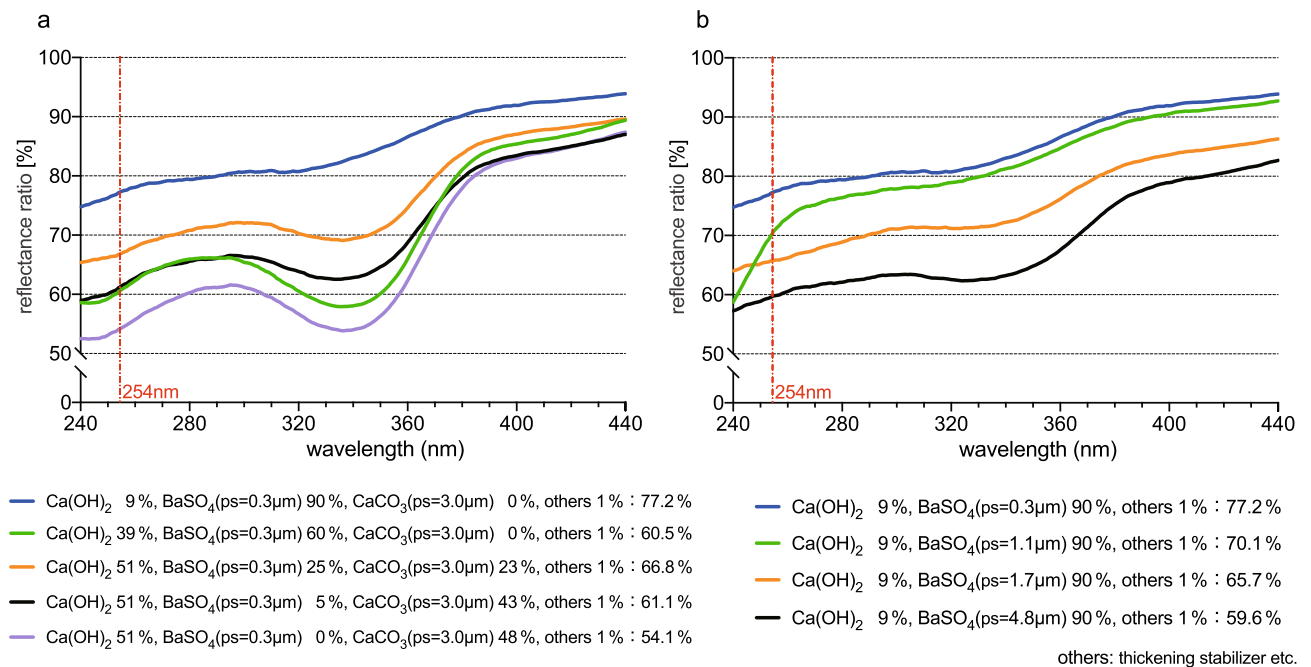 a
b
100
90
80
70
60
50
0
reflectance ratio [%]
254nm
240 280 320 360 400 440
wavelength (nm)
100
90
80
70
60
50
0
reflectance ratio [%]
254nm
240 280 320 360 400 440
wavelength (nm)
Ca(OH)₂ 9%, BaSO₄(ps=0.3µm) 90%, CaCO₃(ps=3.0µm) 0%, others 1%：77.2%
Ca(OH)₂ 39%, BaSO₄(ps=0.3µm) 60%, CaCO₃(ps=3.0µm) 0%, others 1%：60.5%
Ca(OH)₂ 51%, BaSO₄(ps=0.3µm) 25%, CaCO₃(ps=3.0µm) 23%, others 1%：66.8%
Ca(OH)₂ 51%, BaSO₄(ps=0.3µm) 5%, CaCO₃(ps=3.0µm) 43%, others 1%：61.1%
Ca(OH)₂ 51%, BaSO₄(ps=0.3µm) 0%, CaCO₃(ps=3.0µm) 48%, others 1%：54.1%
Ca(OH)₂ 9%, BaSO₄(ps=0.3µm) 90%, others 1%：77.2%
Ca(OH)₂ 9%, BaSO₄(ps=1.1µm) 90%, others 1%：70.1%
Ca(OH)₂ 9%, BaSO₄(ps=1.7µm) 90%, others 1%：65.7%
Ca(OH)₂ 9%, BaSO₄(ps=4.8µm) 90%, others 1%：59.6%
others: thickening stabilizer etc.